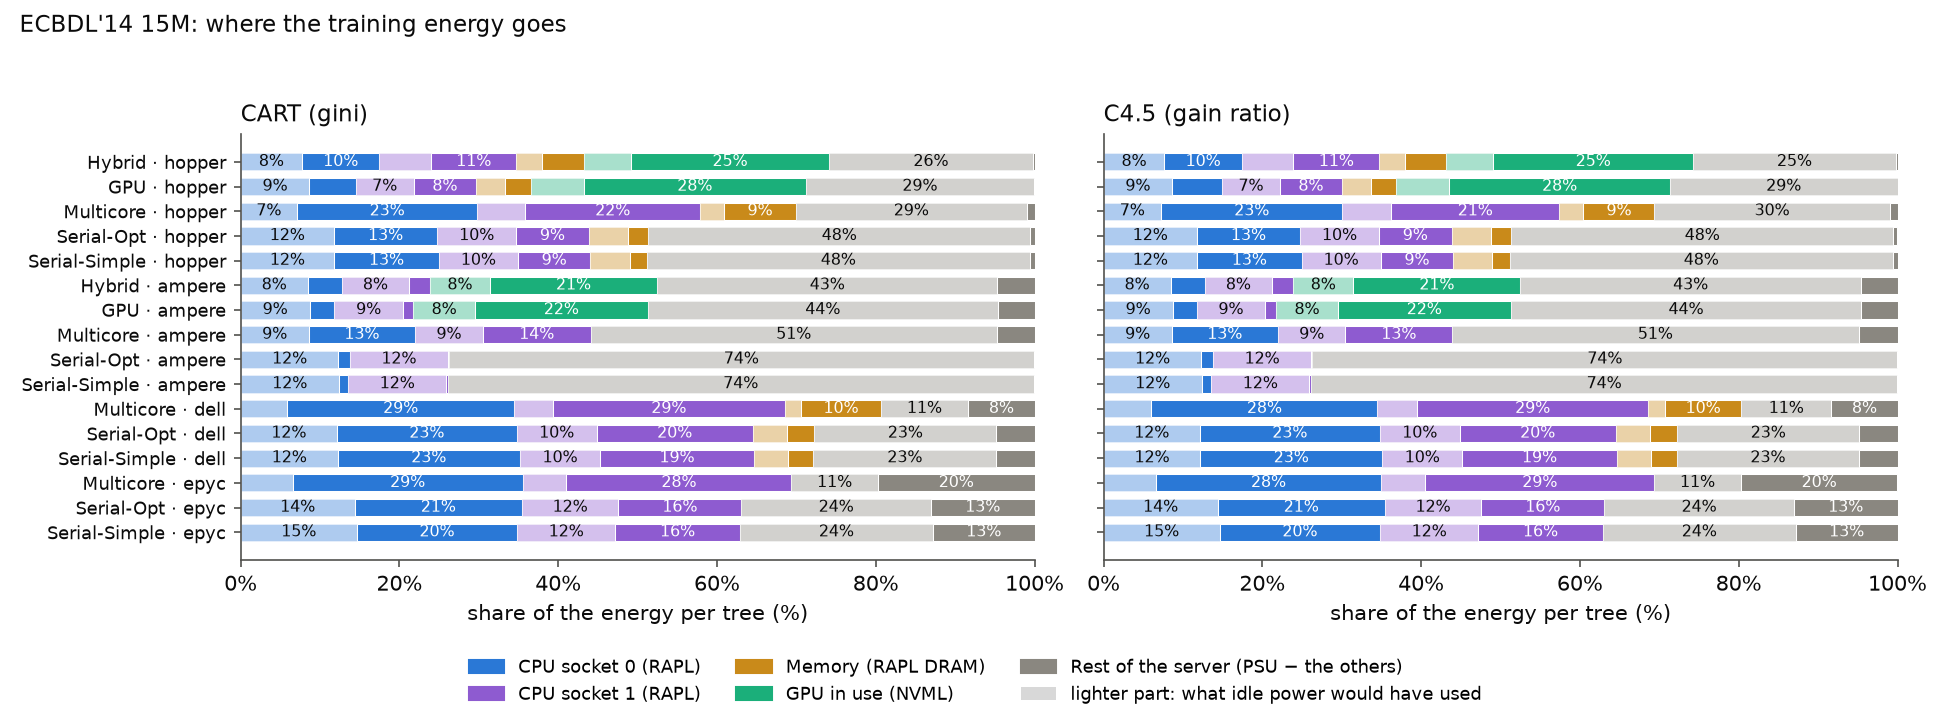 ECBDL'14 15M: where the training energy goes
CART (gini)
C4.5 (gain ratio)
Hybrid · hopper 8% 10% 11% 25% 26% 8% 10% 11% 25% 25%
GPU · hopper 9% 7% 8% 28% 29% 9% 7% 8% 28% 29%
Multicore · hopper 7% 23% 22% 9% 29% 7% 23% 21% 9% 30%
Serial-Opt · hopper 12% 13% 10% 9% 48% 12% 13% 10% 9% 48%
Serial-Simple · hopper 12% 13% 10% 9% 48% 12% 13% 10% 9% 48%
Hybrid · ampere 8% 8% 8% 21% 43% 8% 8% 8% 21% 43%
GPU · ampere 9% 9% 8% 22% 44% 9% 9% 8% 22% 44%
Multicore · ampere 9% 13% 9% 14% 51% 9% 13% 9% 13% 51%
Serial-Opt · ampere 12% 12% 74% 12% 12% 74%
Serial-Simple · ampere 12% 12% 74% 12% 12% 74%
Multicore · dell 29% 29% 10% 11% 8% 28% 29% 10% 11% 8%
Serial-Opt · dell 12% 23% 10% 20% 23% 12% 23% 10% 20% 23%
Serial-Simple · dell 12% 23% 10% 19% 23% 12% 23% 10% 19% 23%
Multicore · epyc 29% 28% 11% 20% 28% 29% 11% 20%
Serial-Opt · epyc 14% 21% 12% 16% 24% 13% 14% 21% 12% 16% 24% 13%
Serial-Simple · epyc 15% 20% 12% 16% 24% 13% 15% 20% 12% 16% 24% 13%
0% 20% 40% 60% 80% 100% 0% 20% 40% 60% 80% 100%
share of the energy per tree (%)
share of the energy per tree (%)
CPU socket 0 (RAPL)
CPU socket 1 (RAPL)
Memory (RAPL DRAM)
GPU in use (NVML)
Rest of the server (PSU − the others)
lighter part: what idle power would have used